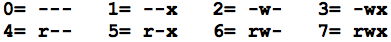 0= ---   1= --x   2= -w-   3= -wx
4= r--   5= r-x   6= rw-   7= rwx